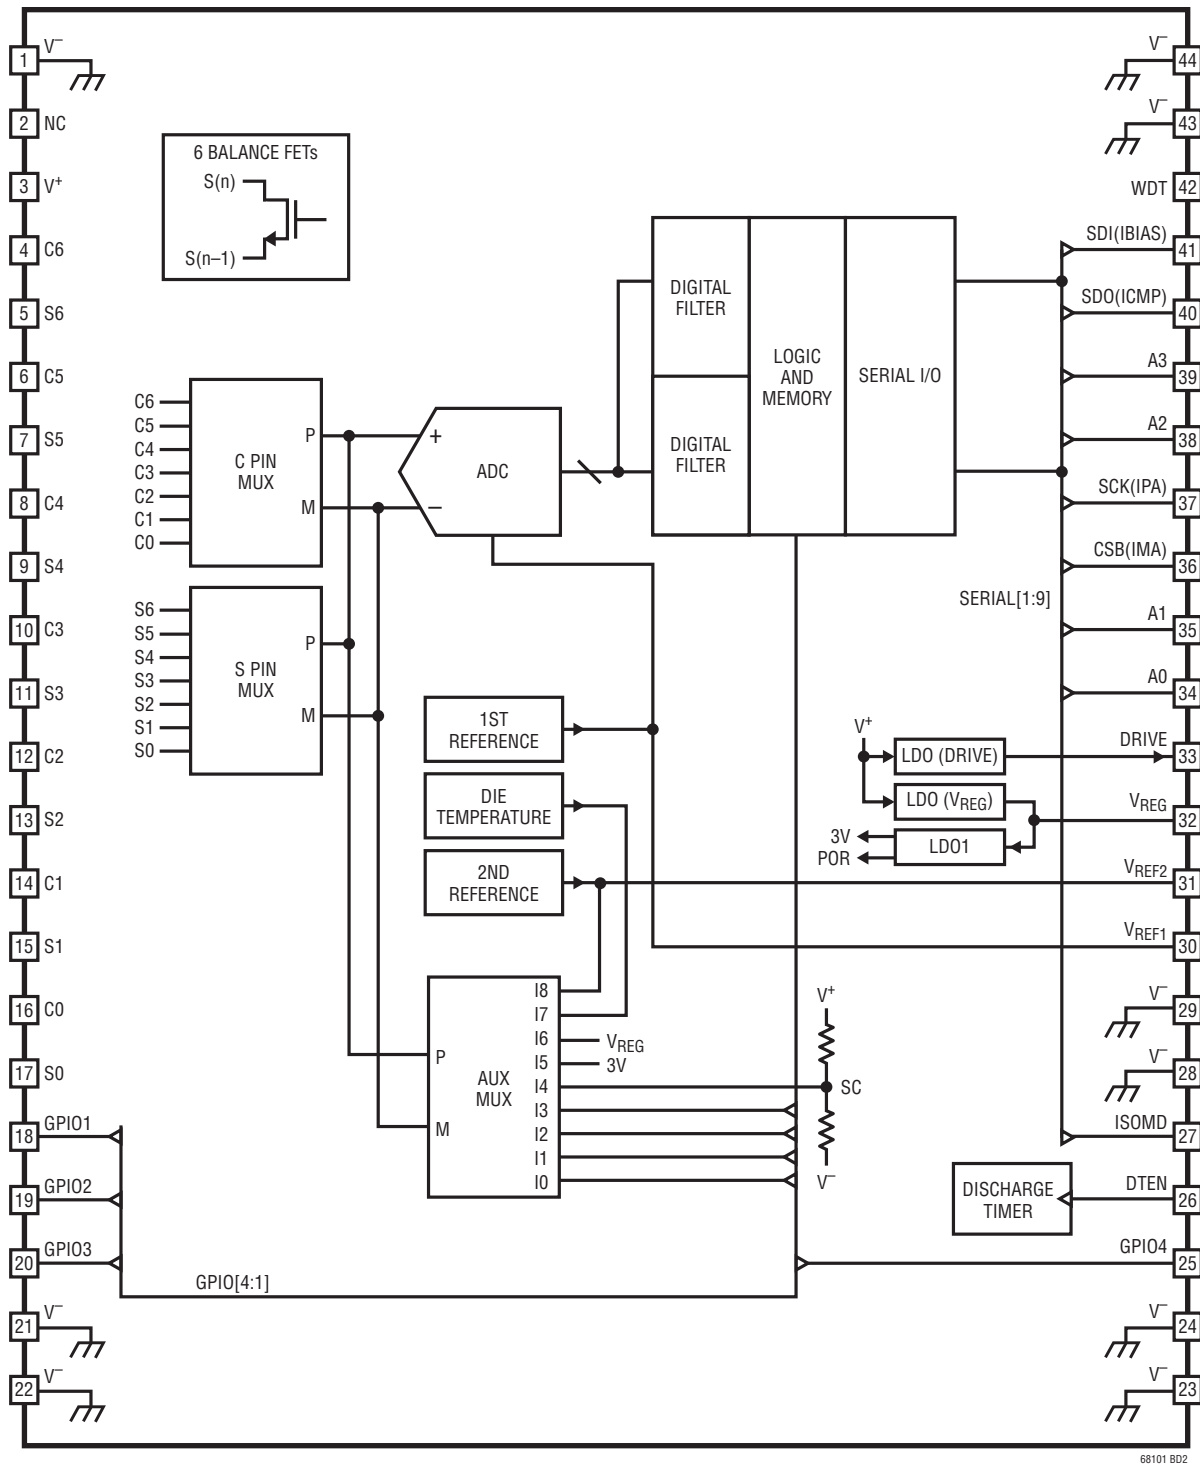 1 V–
2 NC
3 V+
4 C6
5 S6
6 C5
7 S5
8 C4
9 S4
10 C3
11 S3
12 C2
13 S2
14 C1
15 S1
16 C0
17 S0
18 GPIO1
19 GPIO2
20 GPIO3
21 V–
22 V–
6 BALANCE FETs
S(n)
S(n–1)
C6
C5
C4
C3
C2
C1
C0
C PIN
MUX
P
M
S6
S5
S4
S3
S2
S1
S0
S PIN
MUX
P
M
+
–
ADC
DIGITAL
FILTER
DIGITAL
FILTER
LOGIC
AND
MEMORY
SERIAL I/O
1ST
REFERENCE
DIE
TEMPERATURE
2ND
REFERENCE
P
M
AUX
MUX
I8
I7
I6
I5
I4
I3
I2
I1
I0
VREG
3V
V+
SC
V–
GPIO[4:1]
SERIAL[1:9]
V+
LDO (DRIVE)
LDO (VREG)
LDO1
3V
POR
DISCHARGE
TIMER
V– 44
V– 43
WDT 42
SDI(IBIAS) 41
SDO(ICMP) 40
A3 39
A2 38
SCK(IPA) 37
CSB(IMA) 36
A1 35
A0 34
DRIVE 33
VREG 32
VREF2 31
VREF1 30
V– 29
V– 28
ISOMD 27
DTEN 26
GPIO4 25
V– 24
V– 23
68101 BD2